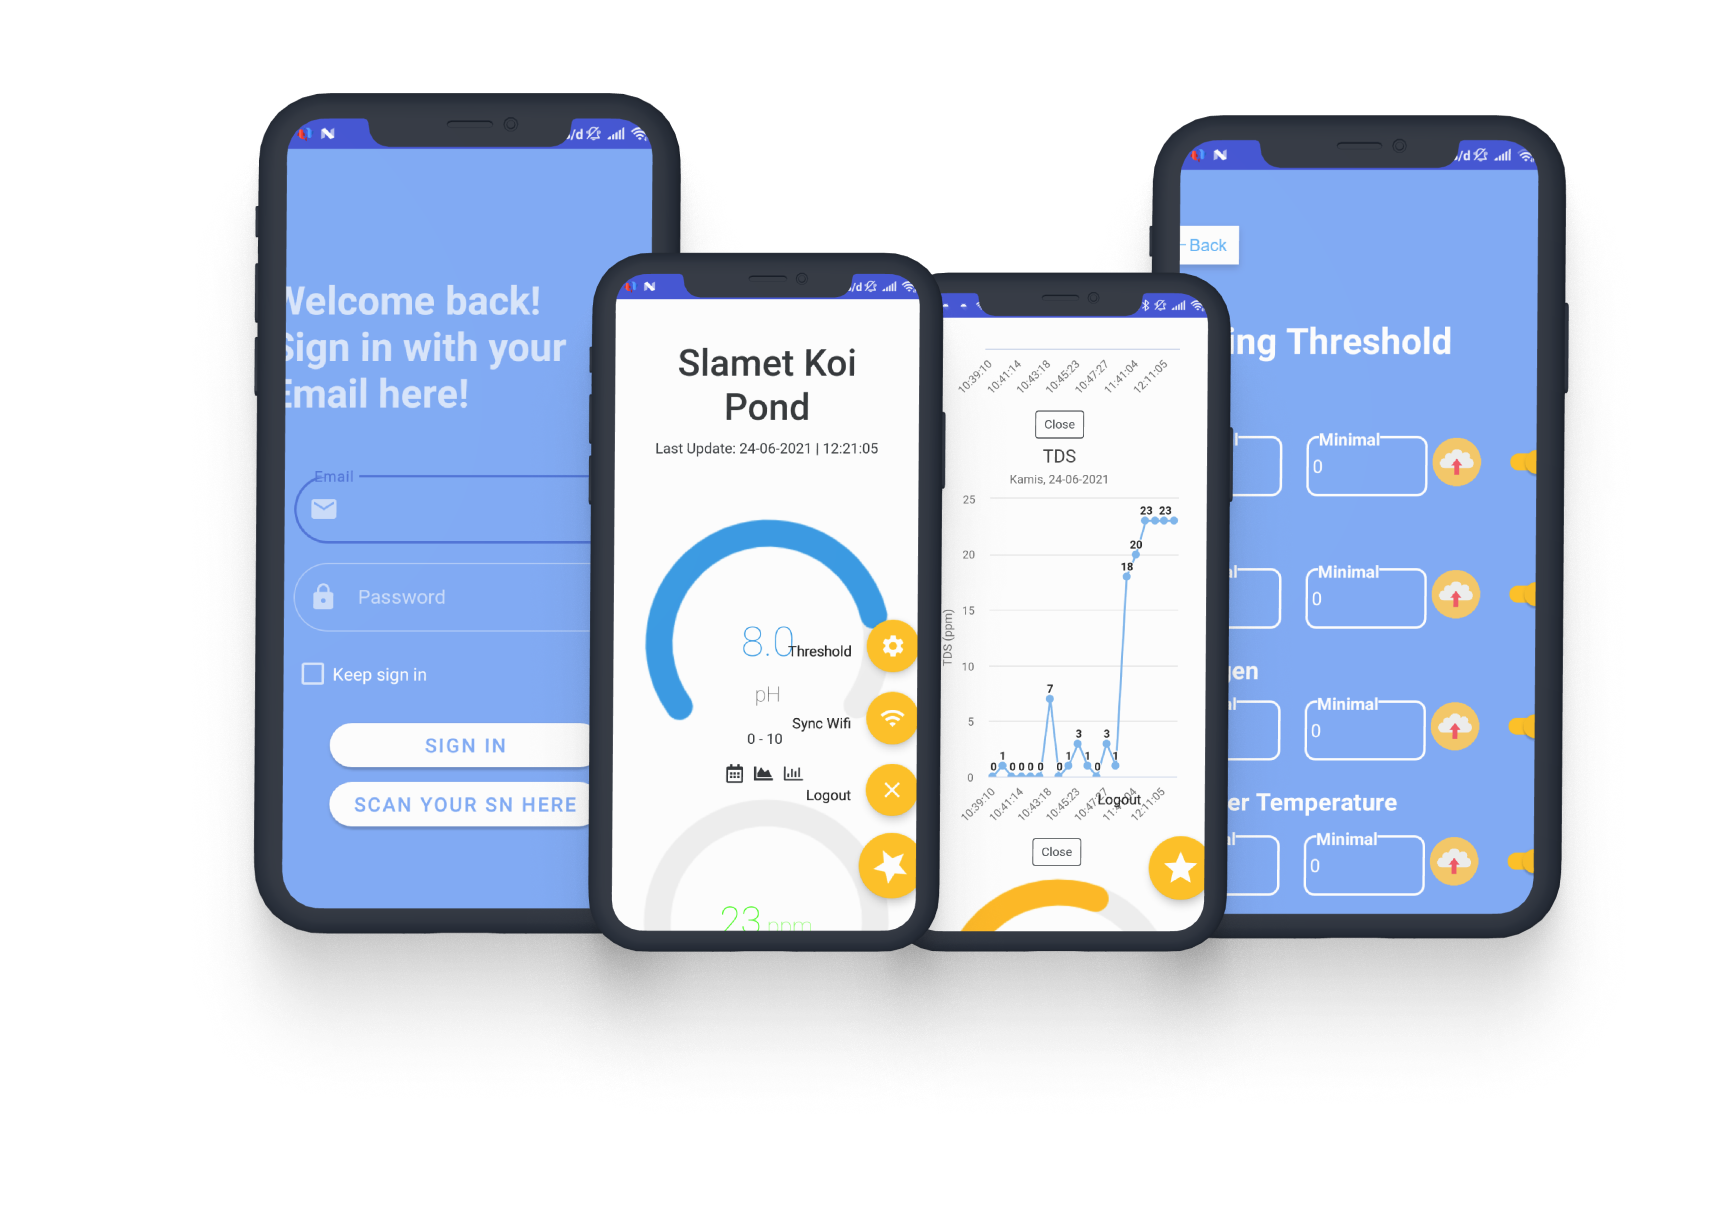 /d
Welcome back!
Sign in with your
Email here!
Email
Password
Keep sign in
SIGN IN
SCAN YOUR SN HERE
/d
Slamet Koi
Pond
Last Update: 24-06-2021 | 12:21:05
8.0
pH
0 - 10
Threshold
Sync Wifi
Logout
23 ppm
10:39:10 10:41:14 10:43:18 10:45:23 10:47:27 11:41:04 12:11:05
Close
TDS
Kamis, 24-06-2021
TDS (ppm)
25
20
15
10
5
0
0 1 0 0 0 0 7 0 1 3 1 0 3 1 18 20 23 23
10:39:10 10:41:14 10:43:18 10:45:23 10:47:27 11:41:04 12:11:05
Logout
Close
/d
Back
ing Threshold
l
Minimal
0
al
Minimal
0
gen
al
Minimal
0
er Temperature
al
Minimal
0